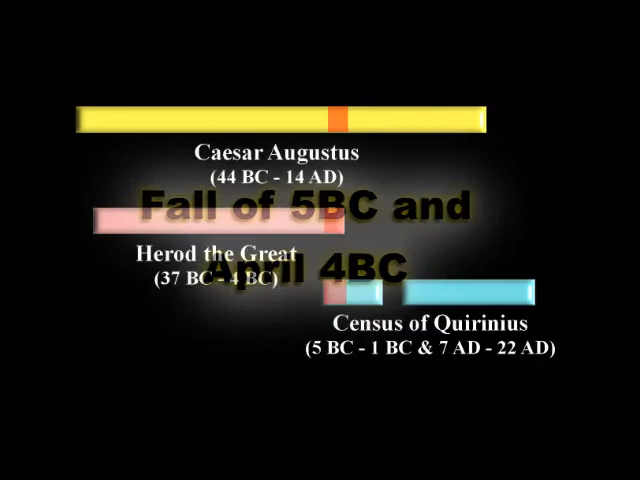 Caesar Augustus
(44 BC - 14 AD)
Fall of 5BC and
Herod the Great
April 4BC
(37 BC - 4 BC)
Census of Quirinius
(5 BC - 1 BC & 7 AD - 22 AD)